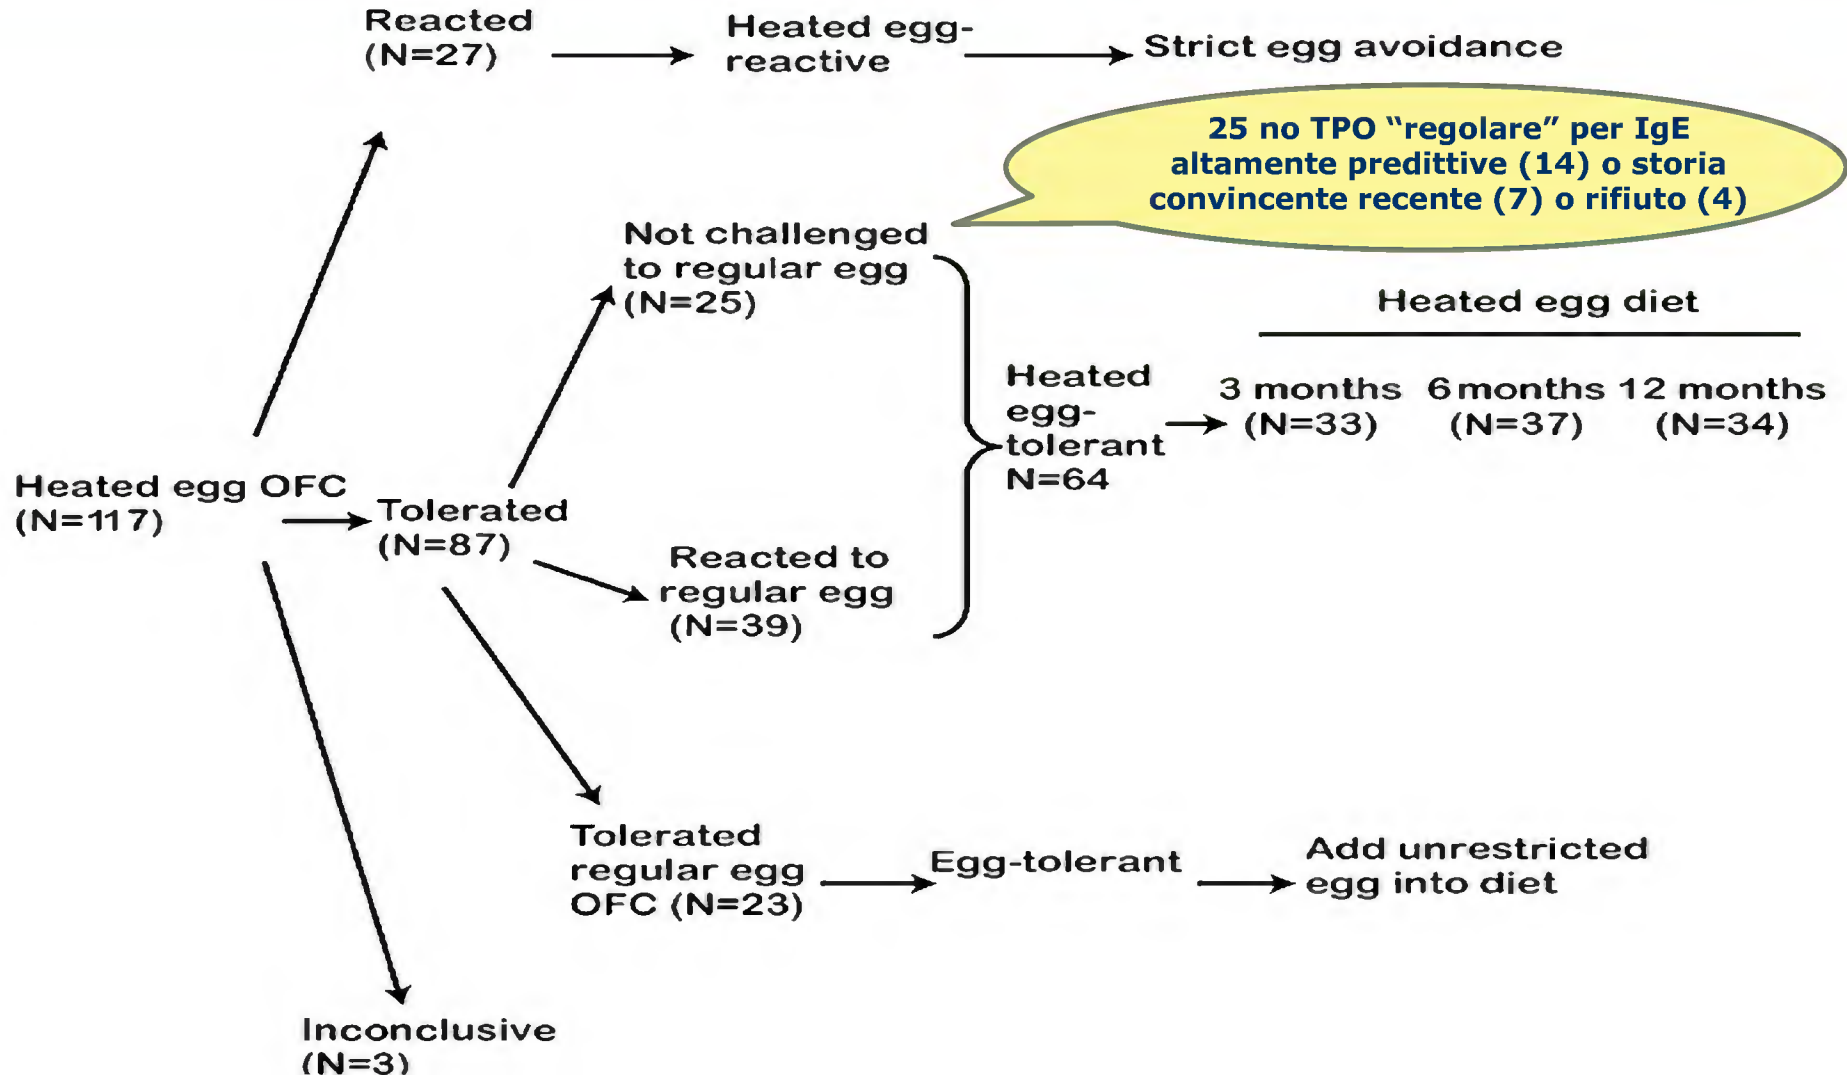 Reacted
(N=27)
Heated egg-
reactive
Strict egg avoidance
25 no TPO “regolare” per IgE
altamente predittive (14) o storia
convincente recente (7) o rifiuto (4)
Not challenged
to regular egg
(N=25)
Heated egg diet
Heated
egg-
tolerant
N=64
3 months
(N=33)
6 months
(N=37)
12 months
(N=34)
Heated egg OFC
(N=117)
Tolerated
(N=87)
Reacted to
regular egg
(N=39)
Tolerated
regular egg
OFC (N=23)
Egg-tolerant
Add unrestricted
egg into diet
Inconclusive
(N=3)